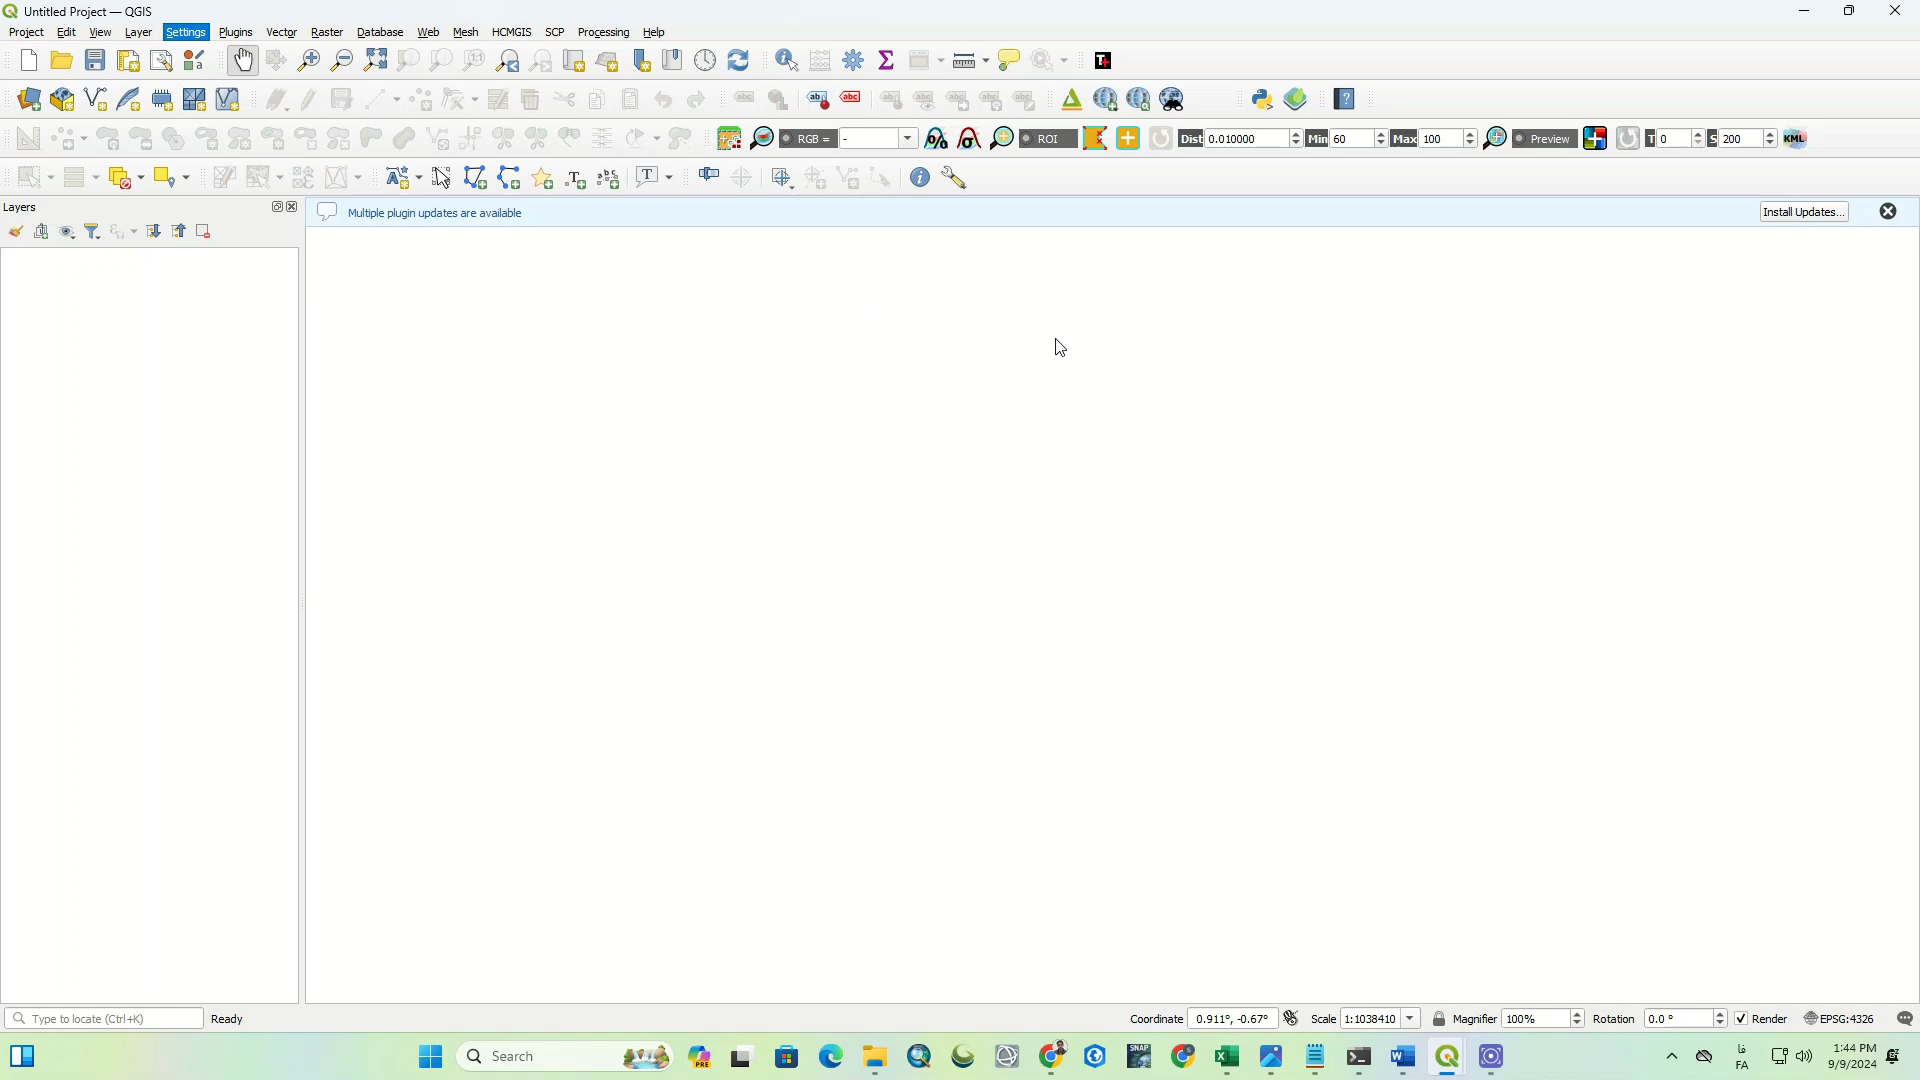 Untitled Project — QGIS
Project Edit View Layer Settings Plugins Vector Raster Database Web Mesh HCMGIS SCP Processing Help
RGB = - ROI Dist 0.010000 Min 60 Max 100 Preview T 0 S 200 KML
Layers
Multiple plugin updates are available Install Updates...
Type to locate (Ctrl+K) Ready Coordinate 0.911°, -0.67° Scale 1:1038410 Magnifier 100% Rotation 0.0 ° Render EPSG:4326
Search PRE SNAP فا FA 1:44 PM
9/9/2024